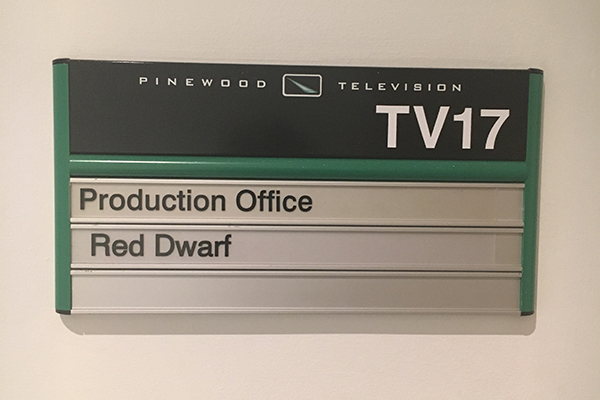 PINEWOOD TELEVISION
TV17
Production Office
Red Dwarf